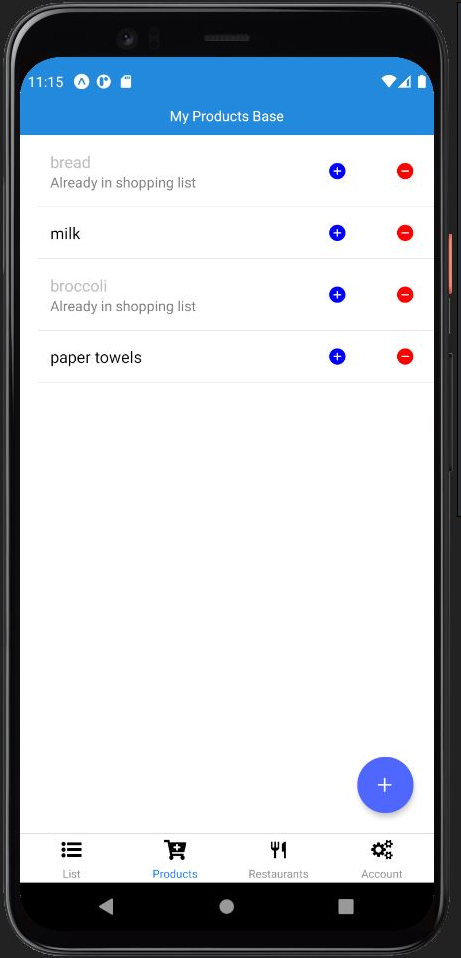 11:15
My Products Base
bread
Already in shopping list
milk
broccoli
Already in shopping list
paper towels
List
Products
Restaurants
Account